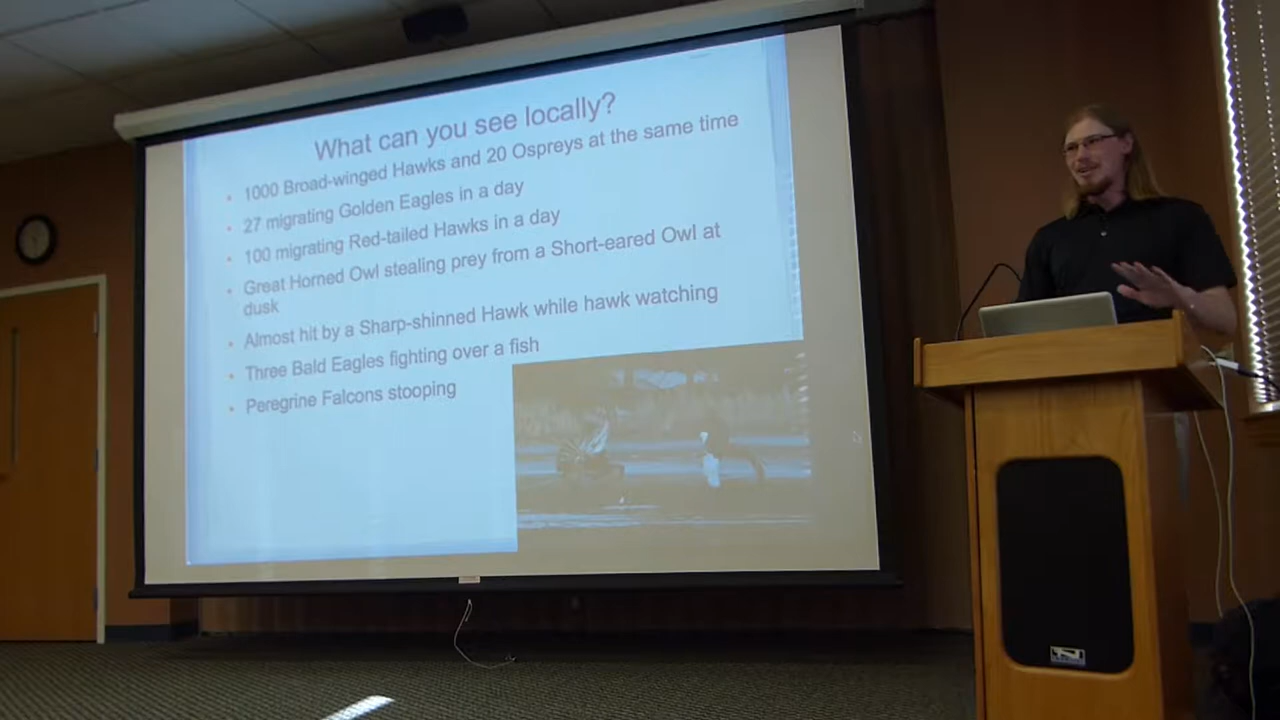 What can you see locally?
1000 Broad-winged Hawks and 20 Ospreys at the same time
27 migrating Golden Eagles in a day
100 migrating Red-tailed Hawks in a day
Great Horned Owl stealing prey from a Short-eared Owl at
dusk
Almost hit by a Sharp-shinned Hawk while hawk watching
Three Bald Eagles fighting over a fish
Peregrine Falcons stooping